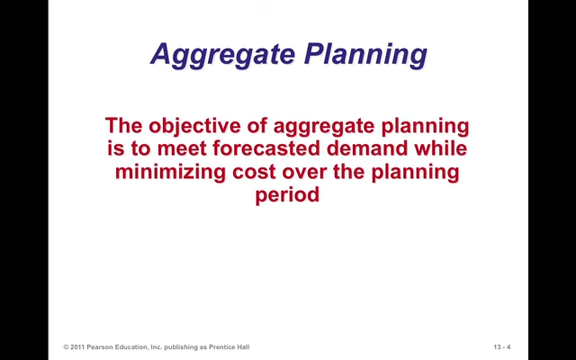 Aggregate Planning
The objective of aggregate planning
is to meet forecasted demand while
minimizing cost over the planning
period
© 2011 Pearson Education, Inc. publishing as Prentice Hall
13 - 4